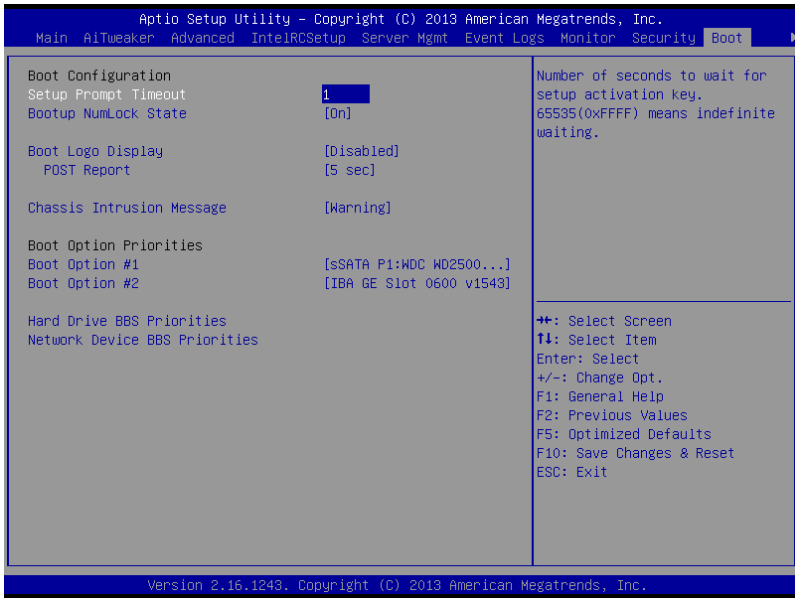 Aptio Setup Utility – Copyright (C) 2013 American Megatrends, Inc.
Main AiTweaker Advanced IntelRCSetup Server Mgmt Event Logs Monitor Security Boot
Boot Configuration
Setup Prompt Timeout 1
Bootup NumLock State [On]
Boot Logo Display [Disabled]
POST Report [5 sec]
Chassis Intrusion Message [Warning]
Boot Option Priorities
Boot Option #1 [sSATA P1:WDC WD2500...]
Boot Option #2 [IBA GE Slot 0600 v1543]
Hard Drive BBS Priorities
Network Device BBS Priorities
Number of seconds to wait for
setup activation key.
65535(0xFFFF) means indefinite
waiting.
→←: Select Screen
↑↓: Select Item
Enter: Select
+/-: Change Opt.
F1: General Help
F2: Previous Values
F5: Optimized Defaults
F10: Save Changes & Reset
ESC: Exit
Version 2.16.1243. Copyright (C) 2013 American Megatrends, Inc.